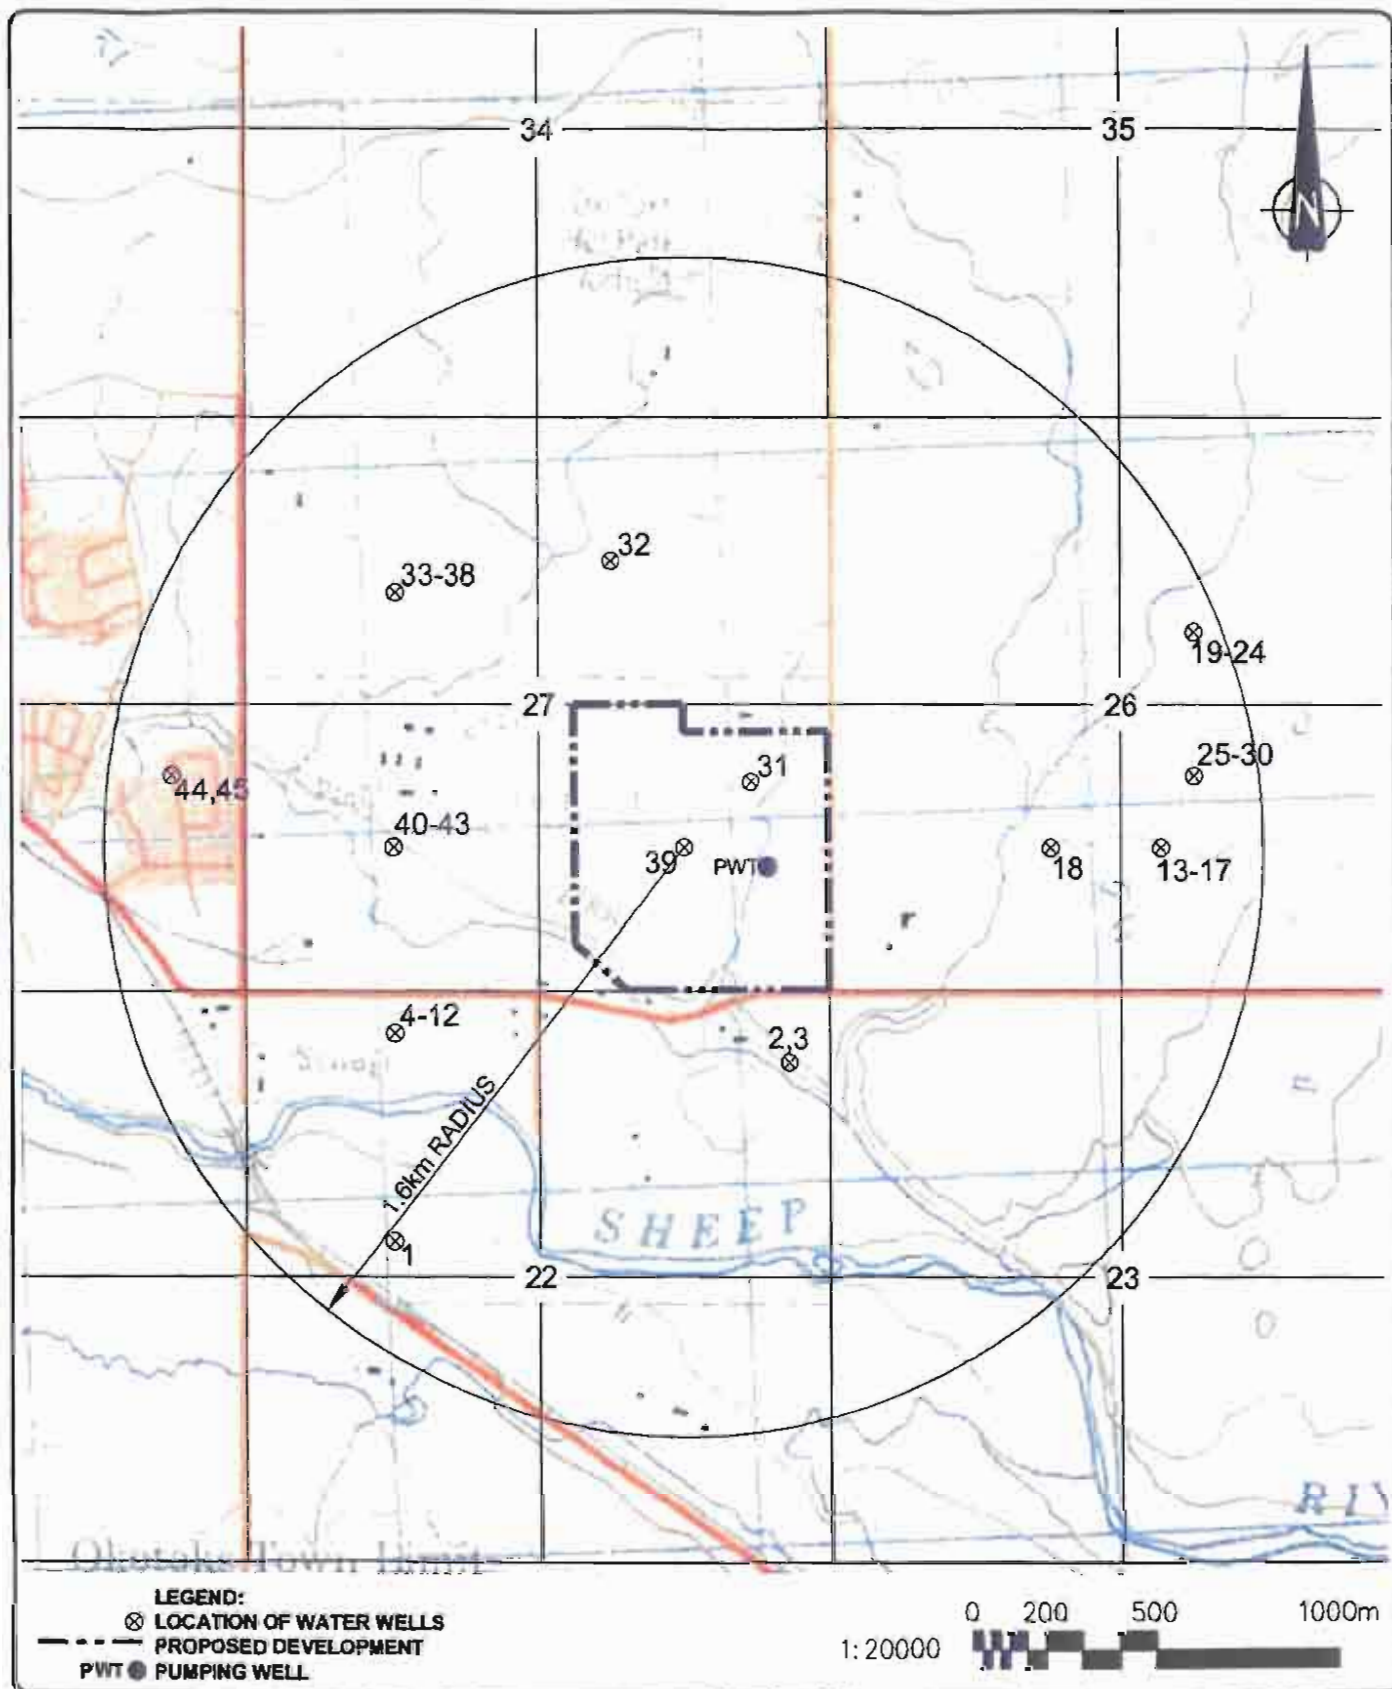 34
35
N
32
33-38
19-24
27
26
31
25-30
44,45
40-43
39
PWT
18
13-17
4-12
2,3
1.6km RADIUS
SHEEP
1
22
23
Okotoks Town Limit
LEGEND:
⊗ LOCATION OF WATER WELLS
PROPOSED DEVELOPMENT
PWT PUMPING WELL
1:20000
0 200 500 1000m